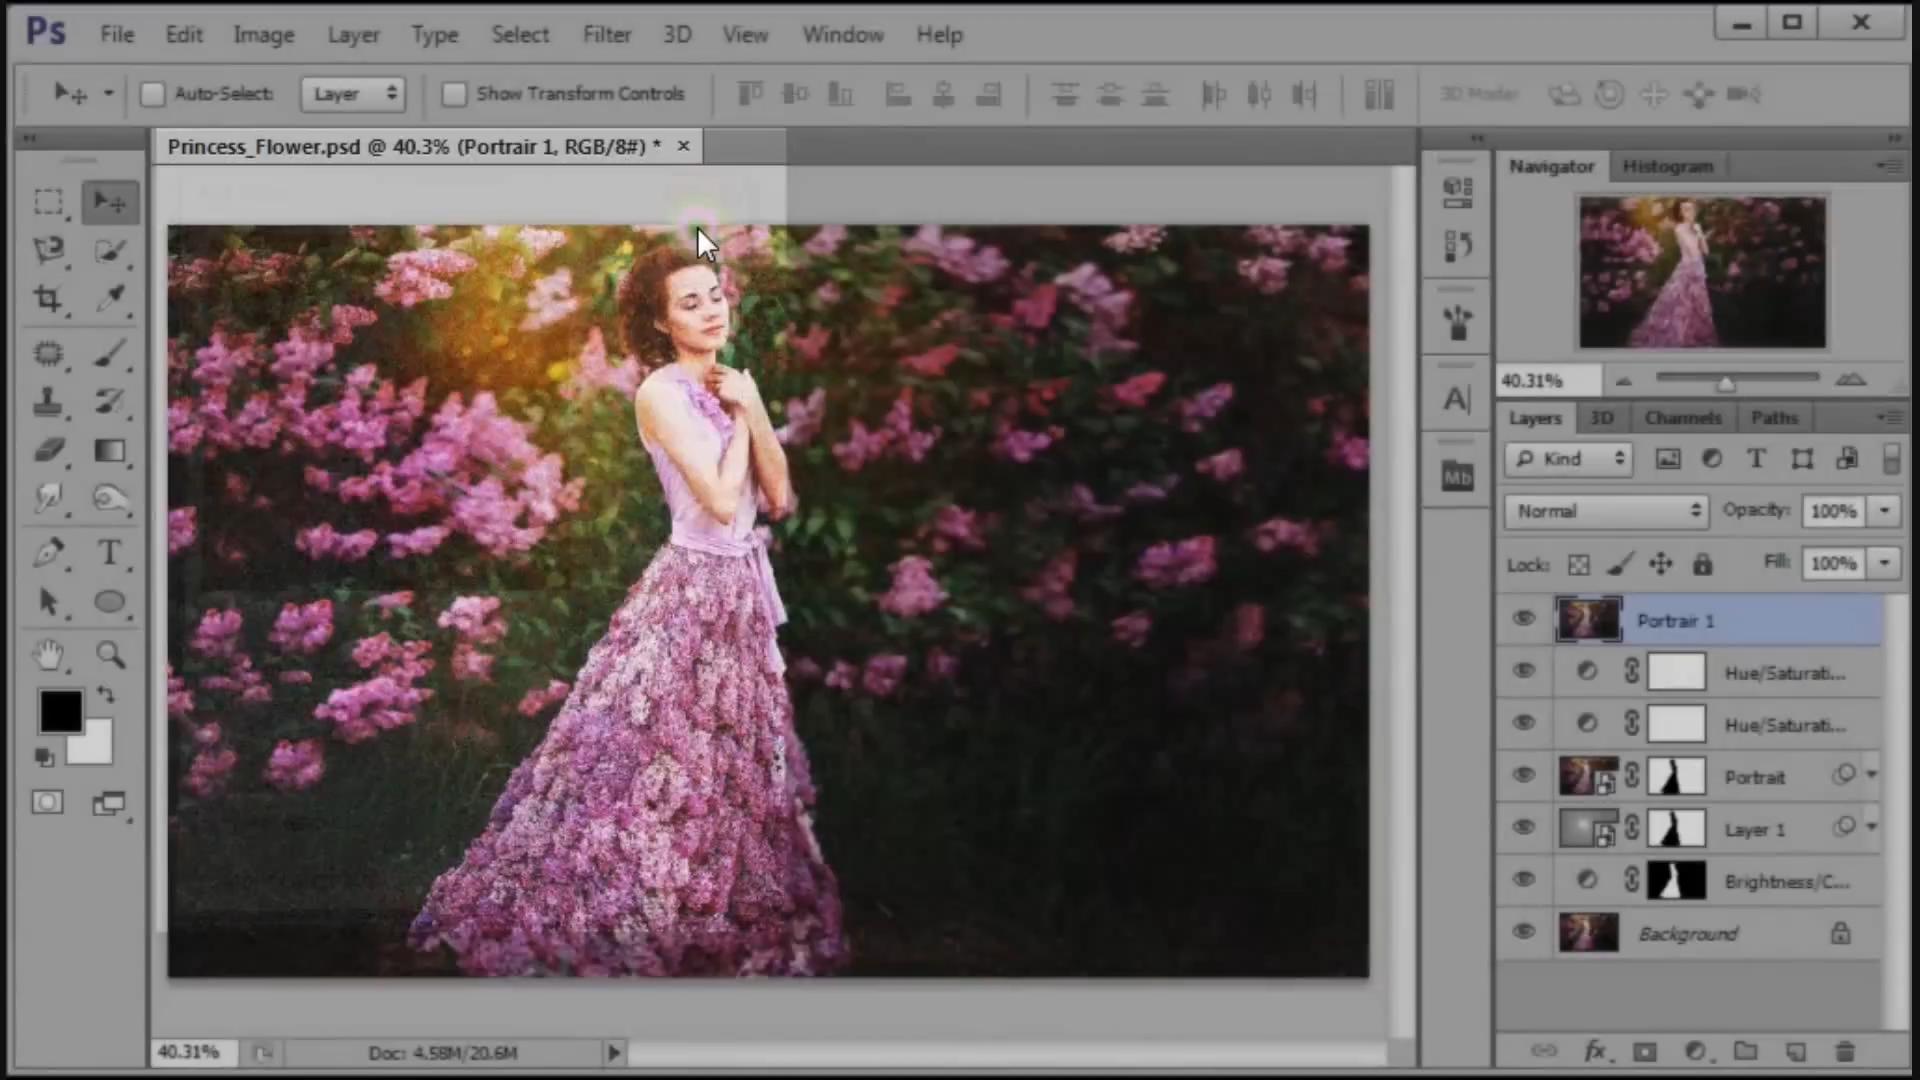 Ps File Edit Image Layer Type Select Filter 3D View Window Help
Auto-Select: Layer Show Transform Controls 3D Mode:
Princess_Flower.psd @ 40.3% (Portrair 1, RGB/8#) * ×
Navigator Histogram
40.31%
Layers 3D Channels Paths
Kind T
Normal Opacity: 100%
Lock: Fill: 100%
Portrair 1
Hue/Saturati...
Hue/Saturati...
Portrait
Layer 1
Brightness/C...
Background
A|
Mb
T
40.31% Doc: 4.58M/20.6M
fx